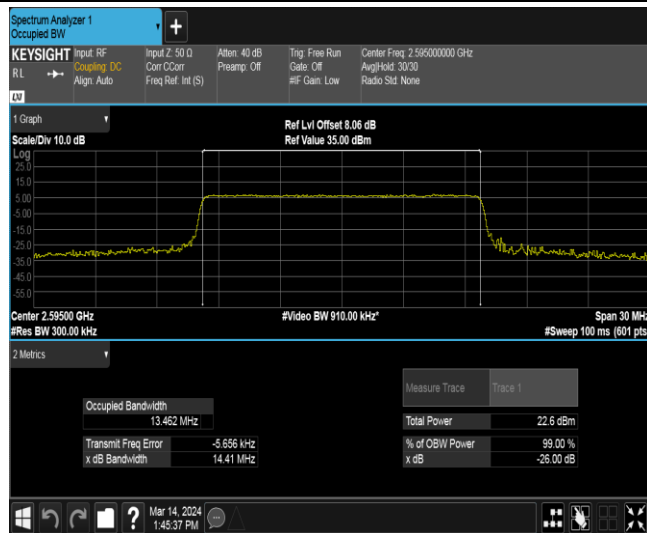 Spectrum Analyzer 1
Occupied BW
KEYSIGHT
RL
Input: RF
Coupling: DC
Align: Auto
Input Z: 50 Ω
Corr CCorr
Freq Ref: Int (S)
Atten: 40 dB
Preamp: Off
Trig: Free Run
Gate: Off
#IF Gain: Low
Center Freq: 2.595000000 GHz
Avg|Hold: 30/30
Radio Std: None
1 Graph
Scale/Div 10.0 dB
Ref Lvl Offset 8.06 dB
Ref Value 35.00 dBm
Log
25.0
15.0
5.00
-5.00
-15.0
-25.0
-35.0
-45.0
-55.0
Center 2.59500 GHz
#Res BW 300.00 kHz
#Video BW 910.00 kHz*
Span 30 MHz
#Sweep 100 ms (601 pts
2 Metrics
Measure Trace Trace 1
Occupied Bandwidth
13.462 MHz
Total Power 22.6 dBm
Transmit Freq Error -5.656 kHz
% of OBW Power 99.00 %
x dB Bandwidth 14.41 MHz
x dB -26.00 dB
?
Mar 14, 2024
1:45:37 PM